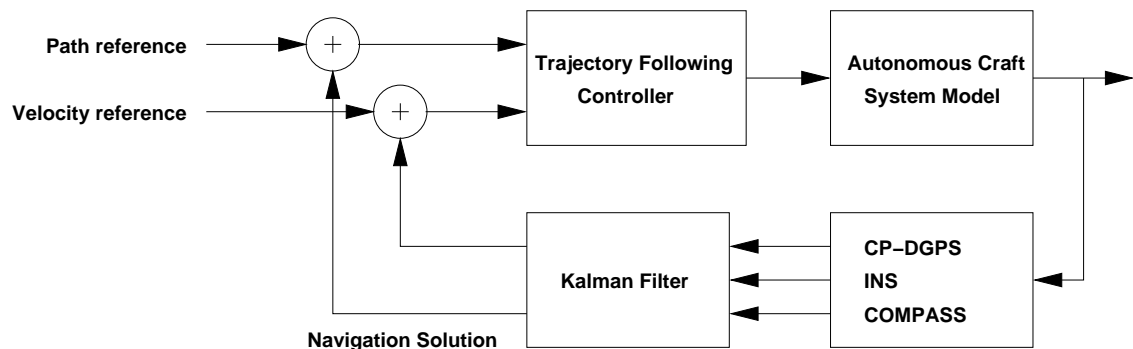 Path reference
+
Trajectory Following
Controller
Autonomous Craft
System Model
Velocity reference
+
Kalman Filter
CP–DGPS
INS
COMPASS
Navigation Solution